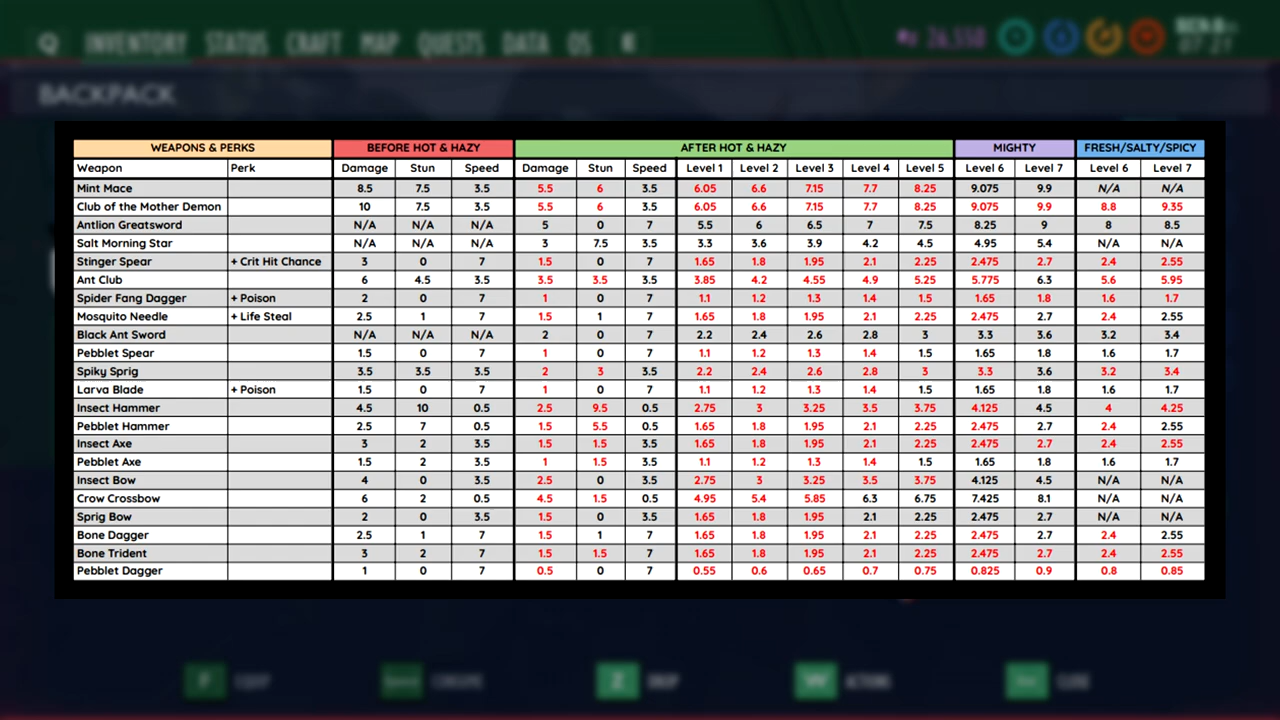 Q INVENTORY STATUS CRAFT MAP QUESTS DATA OS
BACKPACK
WEAPONS & PERKS BEFORE HOT & HAZY AFTER HOT & HAZY MIGHTY FRESH/SALTY/SPICY
Weapon Perk Damage Stun Speed Damage Stun Speed Level 1 Level 2 Level 3 Level 4 Level 5 Level 6 Level 7 Level 6 Level 7
Mint Mace 8.5 7.5 3.5 5.5 6 3.5 6.05 6.6 7.15 7.7 8.25 9.075 9.9 N/A N/A
Club of the Mother Demon 10 7.5 3.5 5.5 6 3.5 6.05 6.6 7.15 7.7 8.25 9.075 9.9 8.8 9.35
Antlion Greatsword N/A N/A N/A 5 0 7 5.5 6 6.5 7 7.5 8.25 9 8 8.5
Salt Morning Star N/A N/A N/A 3 7.5 3.5 3.3 3.6 3.9 4.2 4.5 4.95 5.4 N/A N/A
Stinger Spear + Crit Hit Chance 3 0 7 1.5 0 7 1.65 1.8 1.95 2.1 2.25 2.475 2.7 2.4 2.55
Ant Club 6 4.5 3.5 3.5 3.5 3.5 3.85 4.2 4.55 4.9 5.25 5.775 6.3 5.6 5.95
Spider Fang Dagger + Poison 2 0 7 1 0 7 1.1 1.2 1.3 1.4 1.5 1.65 1.8 1.6 1.7
Mosquito Needle + Life Steal 2.5 1 7 1.5 1 7 1.65 1.8 1.95 2.1 2.25 2.475 2.7 2.4 2.55
Black Ant Sword N/A N/A N/A 2 0 7 2.2 2.4 2.6 2.8 3 3.3 3.6 3.2 3.4
Pebblet Spear 1.5 0 7 1 0 7 1.1 1.2 1.3 1.4 1.5 1.65 1.8 1.6 1.7
Spiky Sprig 3.5 3.5 3.5 2 3 3.5 2.2 2.4 2.6 2.8 3 3.3 3.6 3.2 3.4
Larva Blade + Poison 1.5 0 7 1 0 7 1.1 1.2 1.3 1.4 1.5 1.65 1.8 1.6 1.7
Insect Hammer 4.5 10 0.5 2.5 9.5 0.5 2.75 3 3.25 3.5 3.75 4.125 4.5 4 4.25
Pebblet Hammer 2.5 7 0.5 1.5 5.5 0.5 1.65 1.8 1.95 2.1 2.25 2.475 2.7 2.4 2.55
Insect Axe 3 2 3.5 1.5 1.5 3.5 1.65 1.8 1.95 2.1 2.25 2.475 2.7 2.4 2.55
Pebblet Axe 1.5 2 3.5 1 1.5 3.5 1.1 1.2 1.3 1.4 1.5 1.65 1.8 1.6 1.7
Insect Bow 4 0 3.5 2.5 0 3.5 2.75 3 3.25 3.5 3.75 4.125 4.5 N/A N/A
Crow Crossbow 6 2 0.5 4.5 1.5 0.5 4.95 5.4 5.85 6.3 6.75 7.425 8.1 N/A N/A
Sprig Bow 2 0 3.5 1.5 0 3.5 1.65 1.8 1.95 2.1 2.25 2.475 2.7 N/A N/A
Bone Dagger 2.5 1 7 1.5 1 7 1.65 1.8 1.95 2.1 2.25 2.475 2.7 2.4 2.55
Bone Trident 3 2 7 1.5 1.5 7 1.65 1.8 1.95 2.1 2.25 2.475 2.7 2.4 2.55
Pebblet Dagger 1 0 7 0.5 0 7 0.55 0.6 0.65 0.7 0.75 0.825 0.9 0.8 0.85
F EQUIP Z DROP W ACTIONS CLOSE